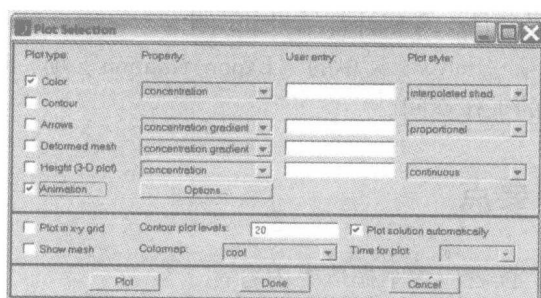 Plot Selection
Plot type: Property: User entry: Plot style:
Color concentration interpolated shad.
Contour
Arrows concentration gradient proportional
Deformed mesh concentration gradient
Height (3-D plot) concentration continuous
Animation Options...
Plot in x-y grid Contour plot levels: 20 Plot solution automatically
Show mesh Colormap: cool Time for plot
Plot Done Cancel